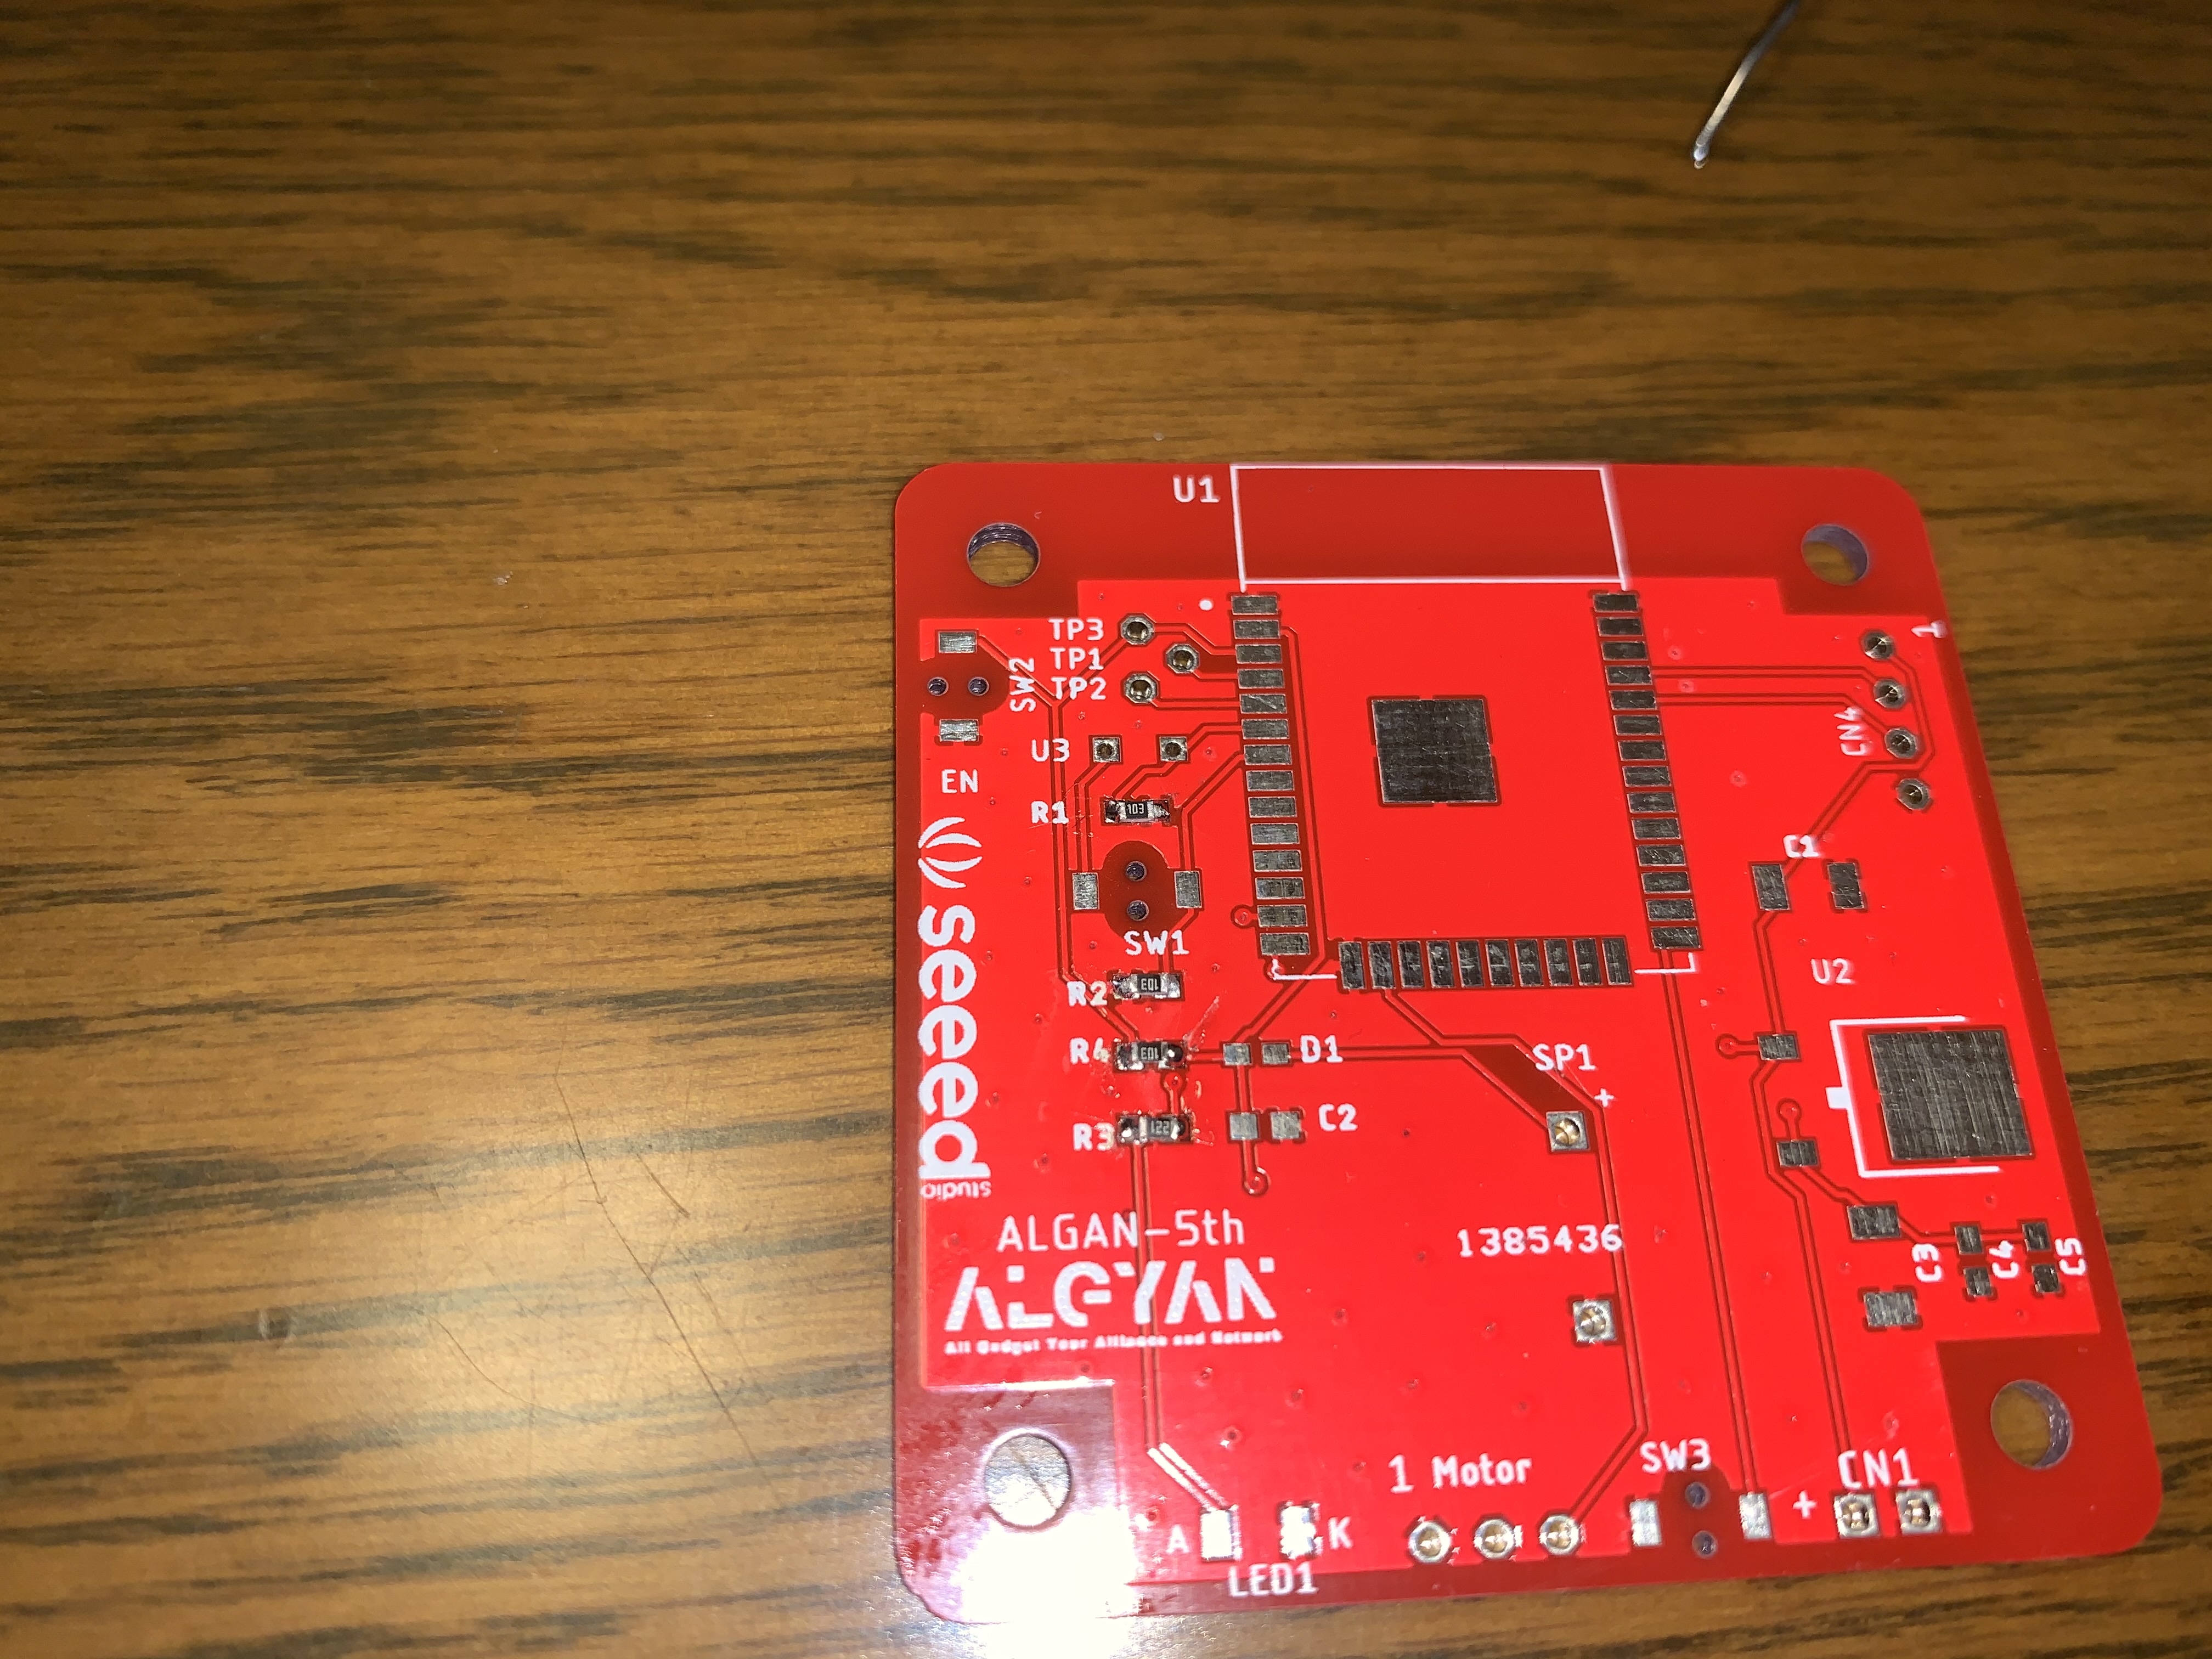 U1
TP3
TP1
TP2
SW2
1
U3
CN4
EN
R1
103
C1
SW1
U2
R2
103
R4
103
D1
SP1
+
R3
122
C2
seeed
studio
ALGAN-5th
1385436
C3
C4
C5
ALGYAN
All Gadget Your Alliance and Network
1 Motor
SW3
+
CN1
A
K
LED1